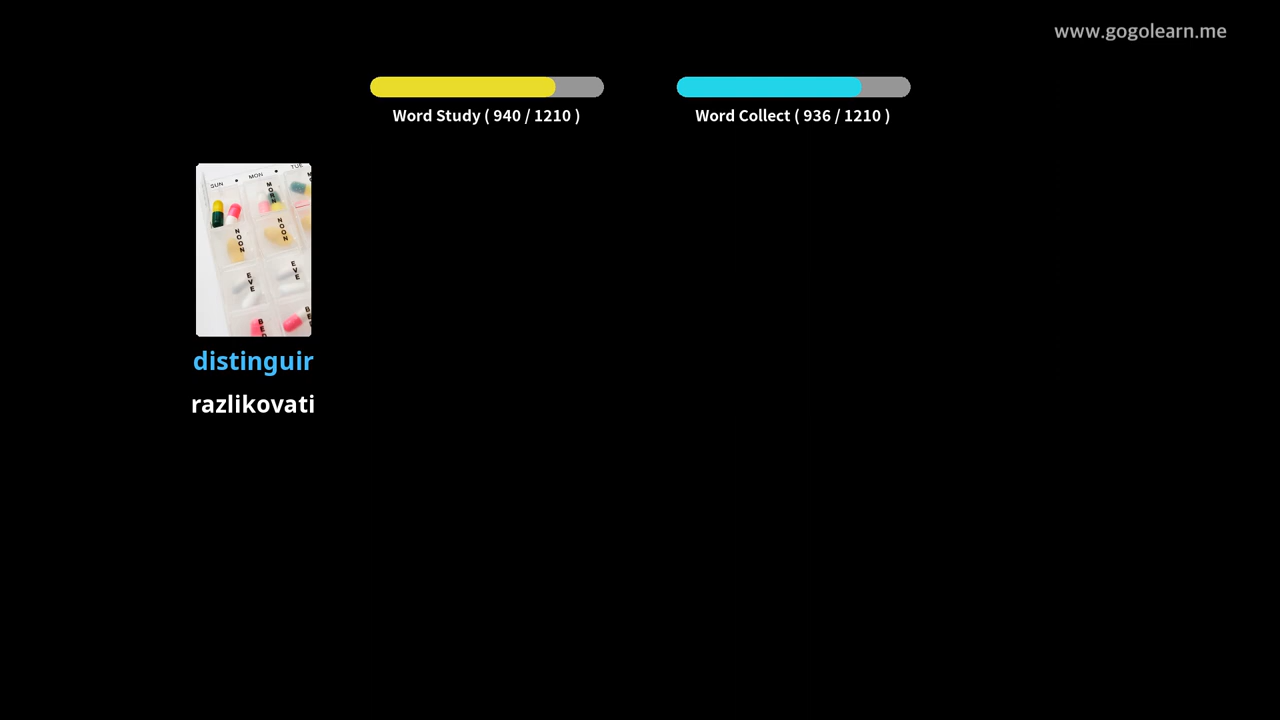 www.gogolearn.me
Word Study ( 940 / 1210 )
Word Collect ( 936 / 1210 )
SUN
MON
TUE
NOON
NOON
EVE
EVE
distinguir
razlikovati